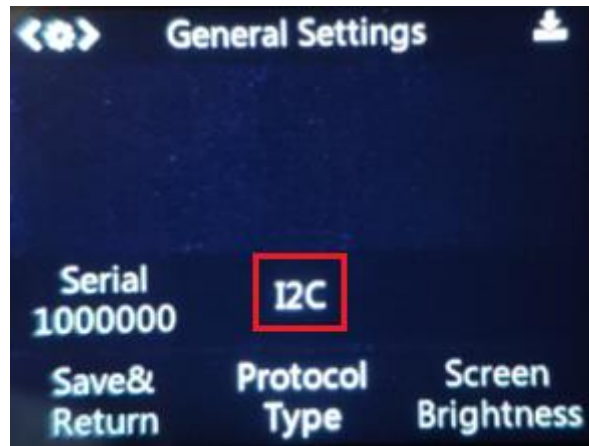 General Settings
Serial
1000000
I2C
Save&
Return
Protocol
Type
Screen
Brightness